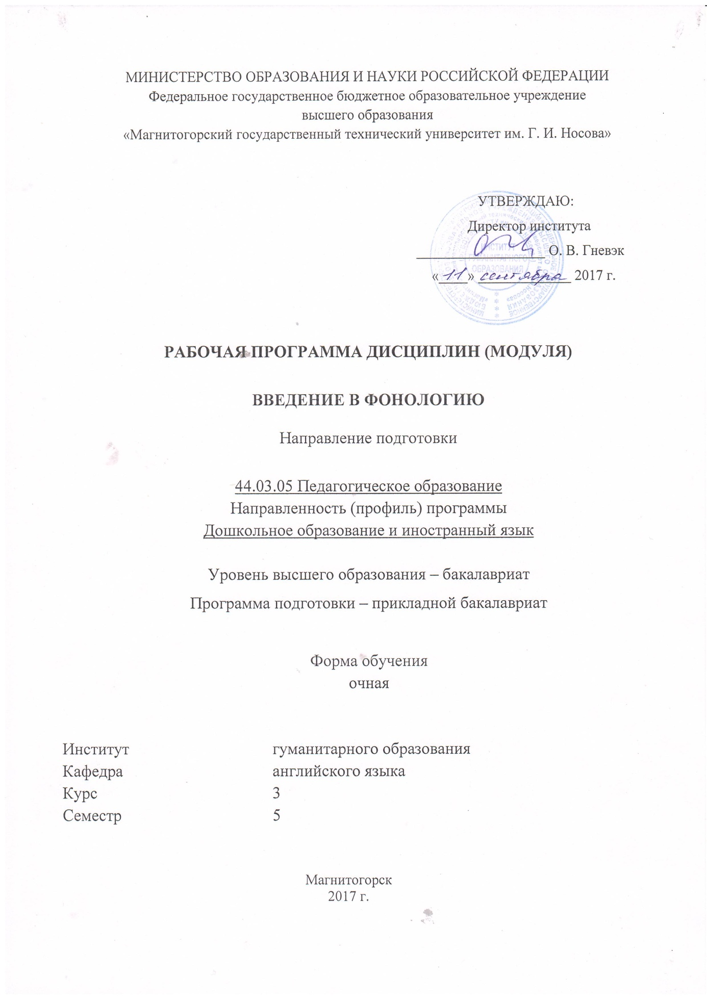 МИНИСТЕРСТВО ОБРАЗОВАНИЯ И НАУКИ РОССИЙСКОЙ ФЕДЕРАЦИИ
Федеральное государственное бюджетное образовательное учреждение
высшего образования
«Магнитогорский государственный технический университет им. Г. И. Носова»
УТВЕРЖДАЮ:
Директор института
О. В. Гневэк
ИНСТИТУТ
ГУМАНИТАРНОГО
ОБРАЗОВАНИЯ
«11» сентября 2017 г.
РАБОЧАЯ ПРОГРАММА ДИСЦИПЛИН (МОДУЛЯ)
ВВЕДЕНИЕ В ФОНОЛОГИЮ
Направление подготовки
44.03.05 Педагогическое образование
Направленность (профиль) программы
Дошкольное образование и иностранный язык
Уровень высшего образования – бакалавриат
Программа подготовки – прикладной бакалавриат
Форма обучения
очная
Институт гуманитарного образования
Кафедра английского языка
Курс 3
Семестр 5
Магнитогорск
2017 г.